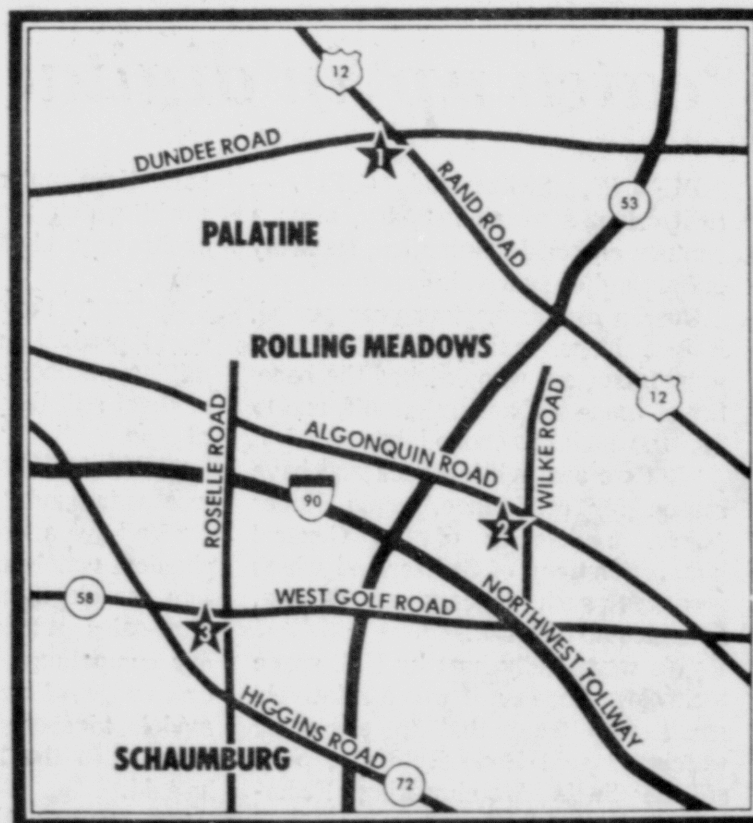 12
DUNDEE ROAD
1
RAND ROAD
53
PALATINE
ROLLING MEADOWS
12
ROSELLE ROAD
ALGONQUIN ROAD
WILKE ROAD
90
2
58
WEST GOLF ROAD
NORTHWEST TOLLWAY
3
HIGGINS ROAD
SCHAUMBURG
72